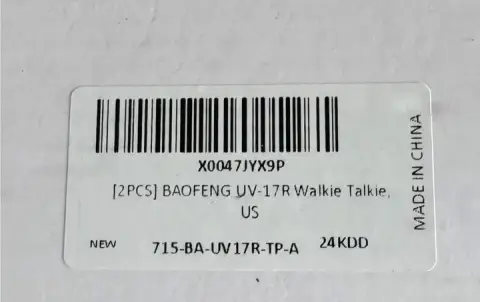 X0047JYX9P
[2PCS] BAOFENG UV-17R Walkie Talkie,
US
NEW 715-BA-UV17R-TP-A 24KDD
MADE IN CHINA